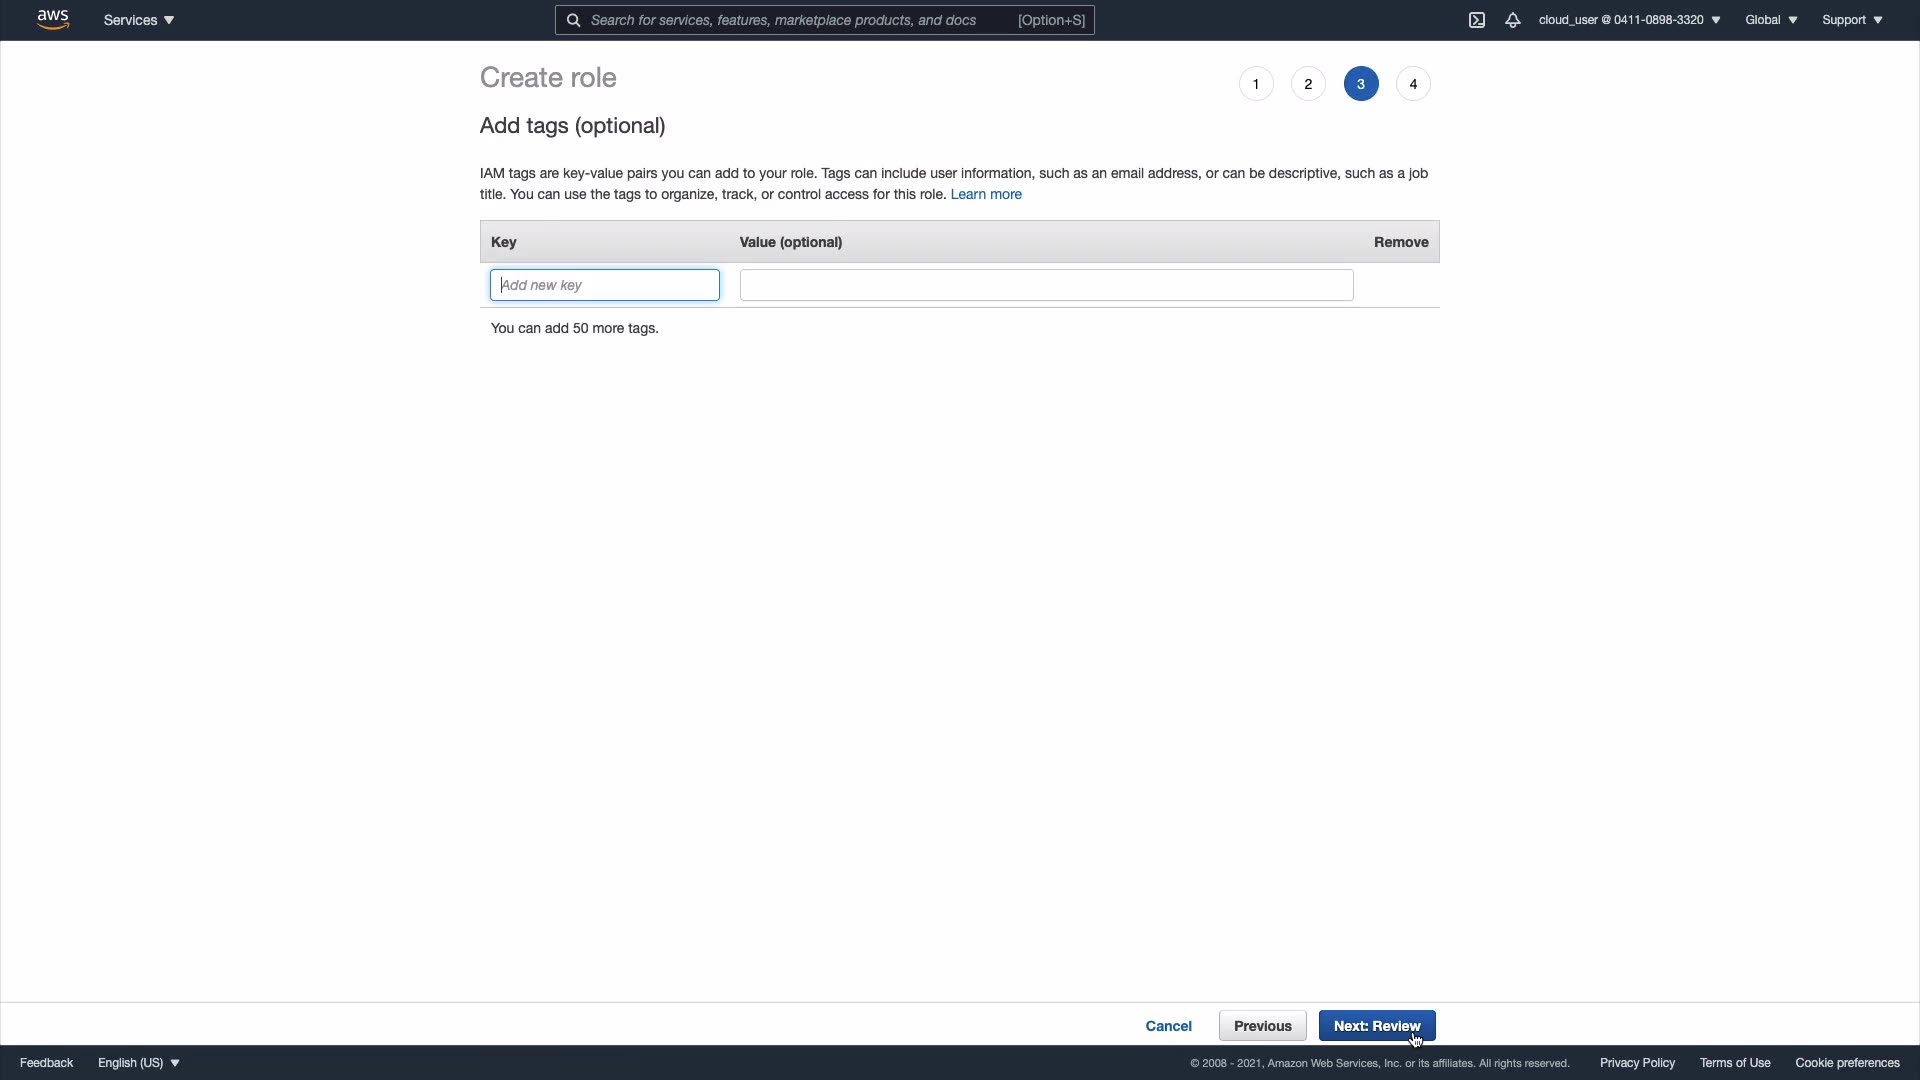 aws
Services
Search for services, features, marketplace products, and docs [Option+S]
cloud_user @ 0411-0898-3320
Global
Support
Create role
1 2 3 4
Add tags (optional)
IAM tags are key-value pairs you can add to your role. Tags can include user information, such as an email address, or can be descriptive, such as a job
title. You can use the tags to organize, track, or control access for this role. Learn more
Key Value (optional) Remove
Add new key
You can add 50 more tags.
Cancel Previous Next: Review
Feedback English (US) © 2008 - 2021, Amazon Web Services, Inc. or its affiliates. All rights reserved. Privacy Policy Terms of Use Cookie preferences